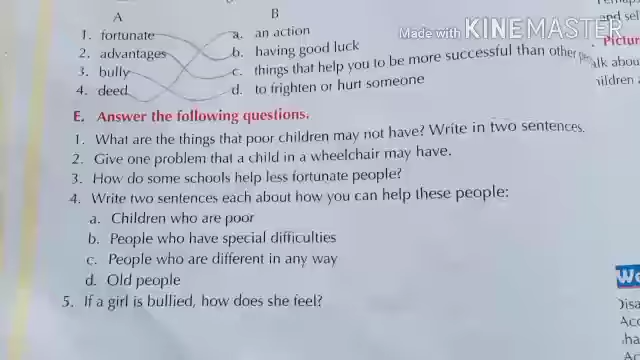 A B
1. fortunate a. an action
2. advantages b. having good luck
3. bully c. things that help you to be more successful than other
4. deed d. to frighten or hurt someone
E. Answer the following questions.
1. What are the things that poor children may not have? Write in two sentences.
2. Give one problem that a child in a wheelchair may have.
3. How do some schools help less fortunate people?
4. Write two sentences each about how you can help these people:
a. Children who are poor
b. People who have special difficulties
c. People who are different in any way
d. Old people
5. If a girl is bullied, how does she feel?
Made with KINEMASTER
and sel
Pictur
alk abou